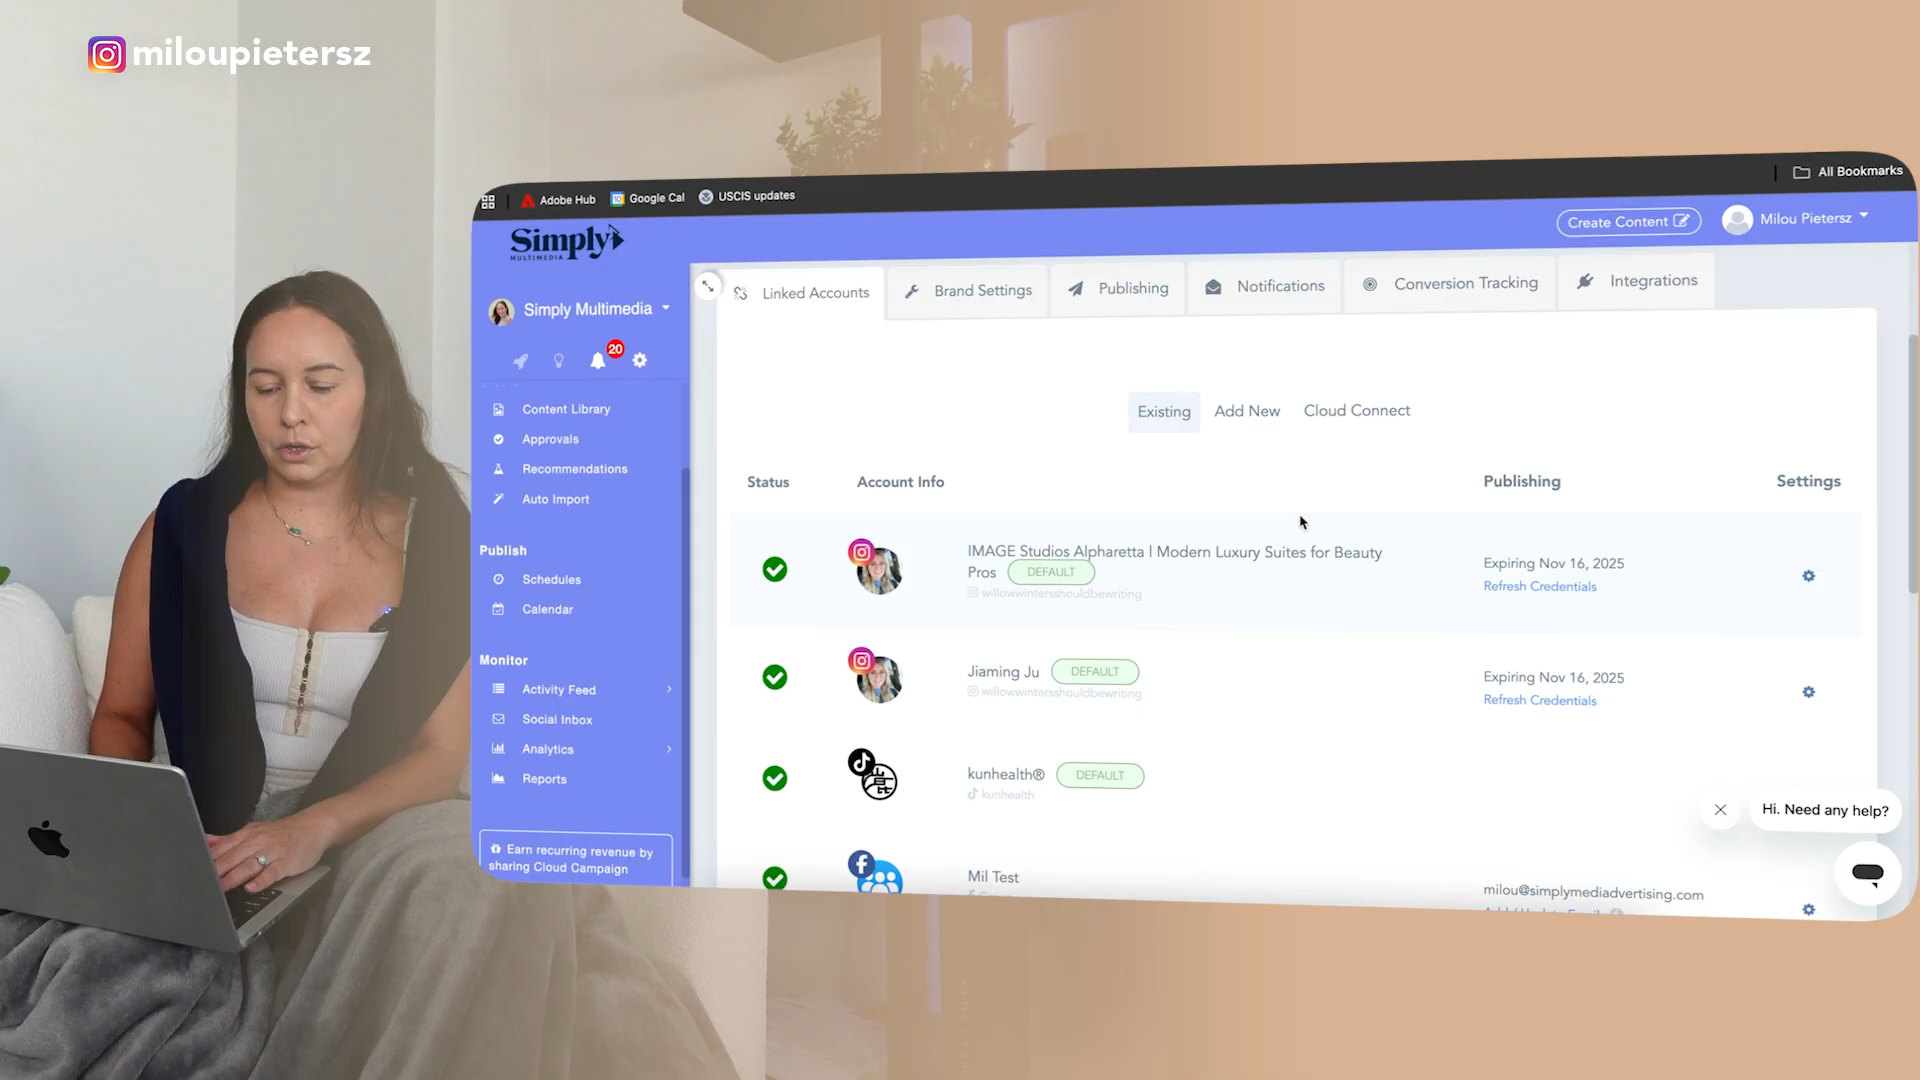 miloupietersz
Adobe Hub
Google Cal
USCIS updates
All Bookmarks
Simply
MULTIMEDIA
Create Content
Milou Pietersz
Simply Multimedia
20
Content Library
Approvals
Recommendations
Auto Import
Publish
Schedules
Calendar
Monitor
Activity Feed
Social Inbox
Analytics
Reports
Earn recurring revenue by
sharing Cloud Campaign
Linked Accounts
Brand Settings
Publishing
Notifications
Conversion Tracking
Integrations
Existing
Add New
Cloud Connect
Status
Account Info
Publishing
Settings
IMAGE Studios Alpharetta | Modern Luxury Suites for Beauty
Pros
DEFAULT
willowwintersshouldbewriting
Expiring Nov 16, 2025
Refresh Credentials
Jiaming Ju
DEFAULT
willowwintersshouldbewriting
Expiring Nov 16, 2025
Refresh Credentials
kunhealth®
DEFAULT
kunhealth
Mil Test
milou@simplymediadvertising.com
Hi. Need any help?